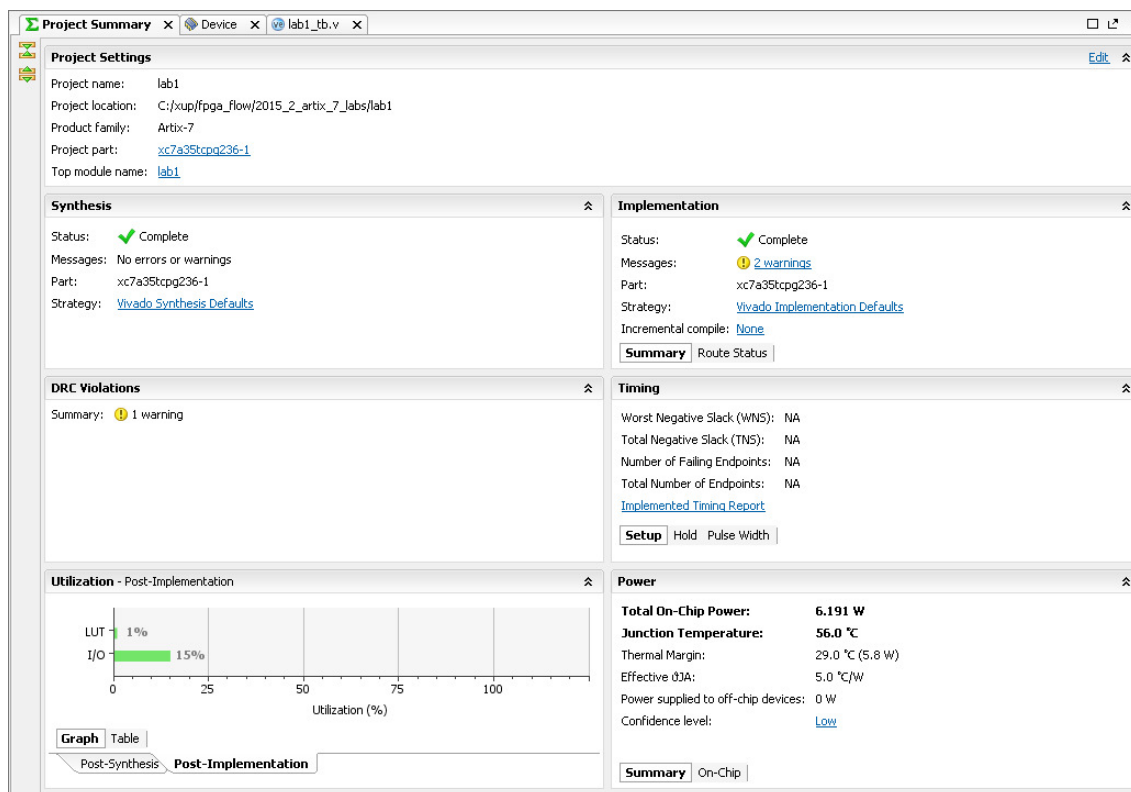 Project Summary
Device
lab1_tb.v
Project Settings
Edit
Project name: lab1
Project location: C:/xup/fpga_flow/2015_2_artix_7_labs/lab1
Product family: Artix-7
Project part: xc7a35tcpg236-1
Top module name: lab1
Synthesis
Status: Complete
Messages: No errors or warnings
Part: xc7a35tcpg236-1
Strategy: Vivado Synthesis Defaults
Implementation
Status: Complete
Messages: 2 warnings
Part: xc7a35tcpg236-1
Strategy: Vivado Implementation Defaults
Incremental compile: None
Summary Route Status
DRC Violations
Summary: 1 warning
Timing
Worst Negative Slack (WNS): NA
Total Negative Slack (TNS): NA
Number of Failing Endpoints: NA
Total Number of Endpoints: NA
Implemented Timing Report
Setup Hold Pulse Width
Utilization - Post-Implementation
LUT 1%
I/O 15%
0 25 50 75 100
Utilization (%)
Graph Table
Post-Synthesis Post-Implementation
Power
Total On-Chip Power: 6.191 W
Junction Temperature: 56.0 °C
Thermal Margin: 29.0 °C (5.8 W)
Effective ϑJA: 5.0 °C/W
Power supplied to off-chip devices: 0 W
Confidence level: Low
Summary On-Chip